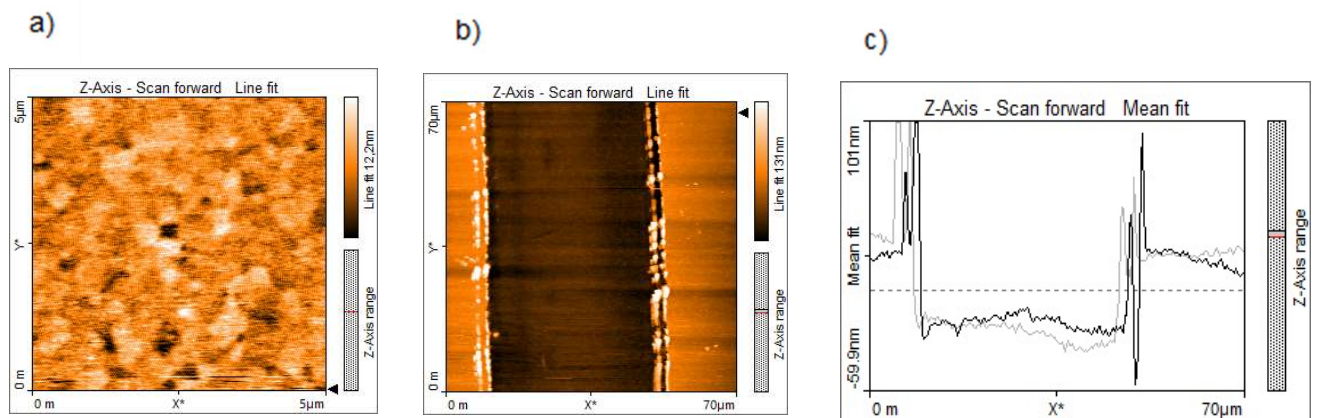 a)
Z-Axis - Scan forward Line fit
5µm
Y*
0 m
0 m
X*
5µm
Line fit 12,2nm
Z-Axis range
b)
Z-Axis - Scan forward Line fit
70µm
Y*
0 m
0 m
X*
70µm
Line fit 131nm
Z-Axis range
c)
Z-Axis - Scan forward Mean fit
101nm
Mean fit
-59.9nm
0 m
X*
70µm
Z-Axis range